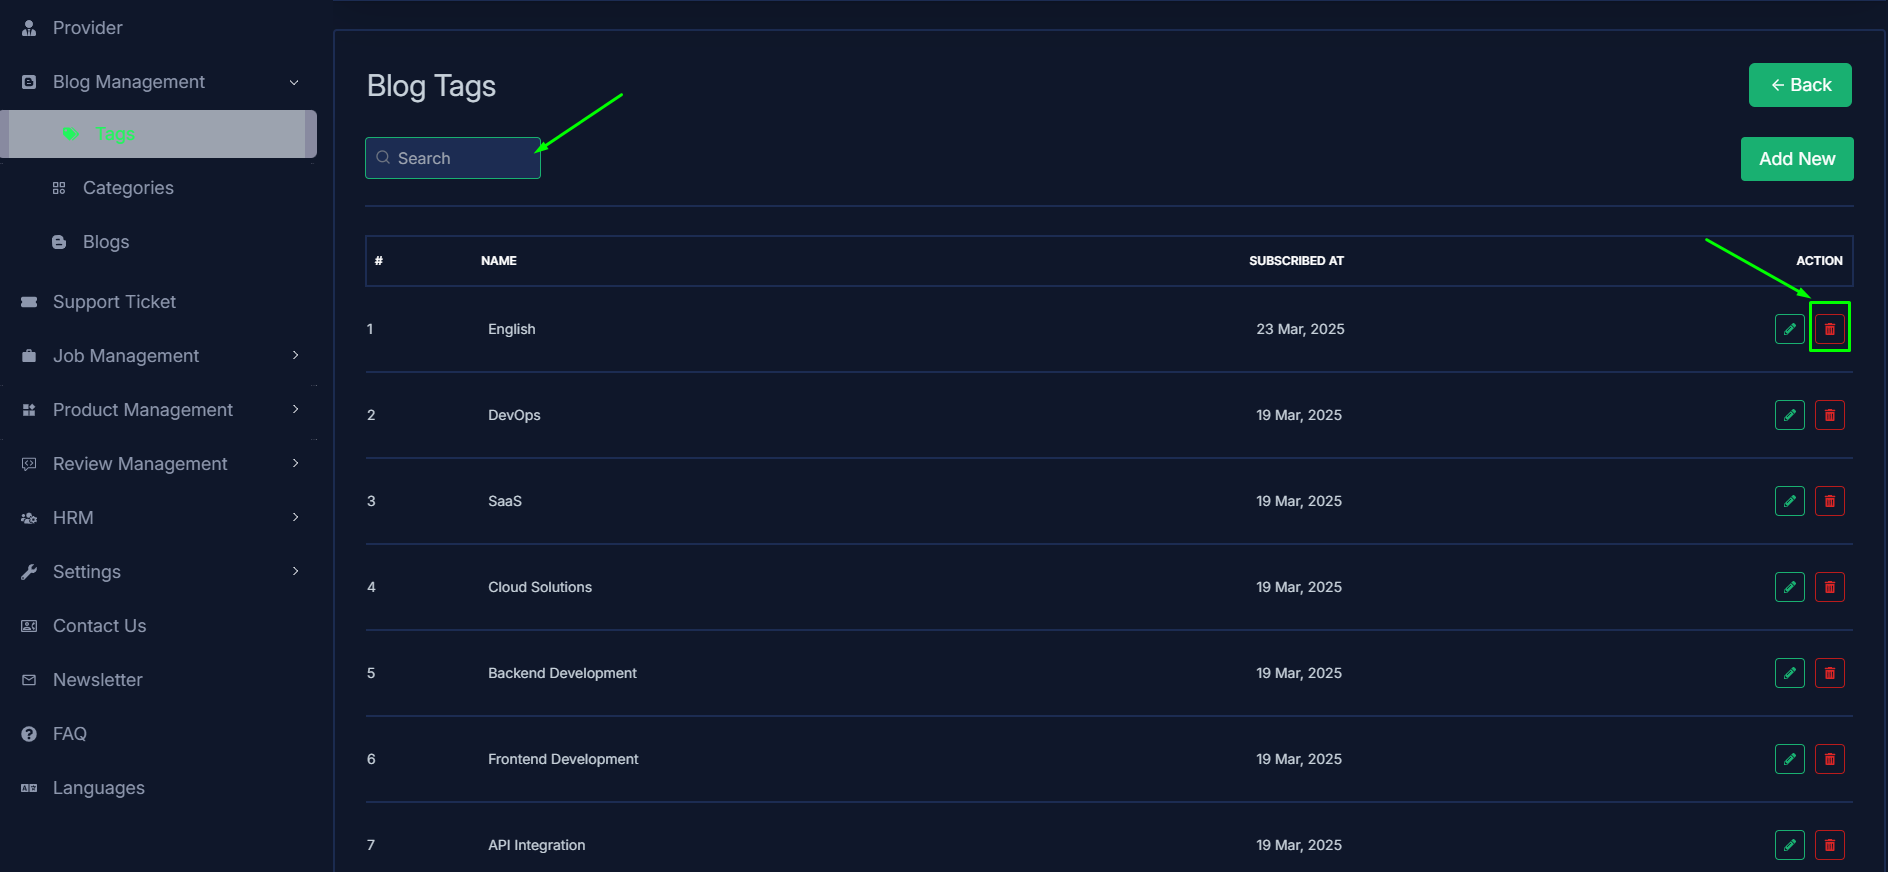 Provider
Blog Management
Tags
Categories
Blogs
Support Ticket
Job Management
Product Management
Review Management
HRM
Settings
Contact Us
Newsletter
FAQ
Languages
Blog Tags
Back
Search
Add New
# NAME SUBSCRIBED AT ACTION
1 English 23 Mar, 2025
2 DevOps 19 Mar, 2025
3 SaaS 19 Mar, 2025
4 Cloud Solutions 19 Mar, 2025
5 Backend Development 19 Mar, 2025
6 Frontend Development 19 Mar, 2025
7 API Integration 19 Mar, 2025